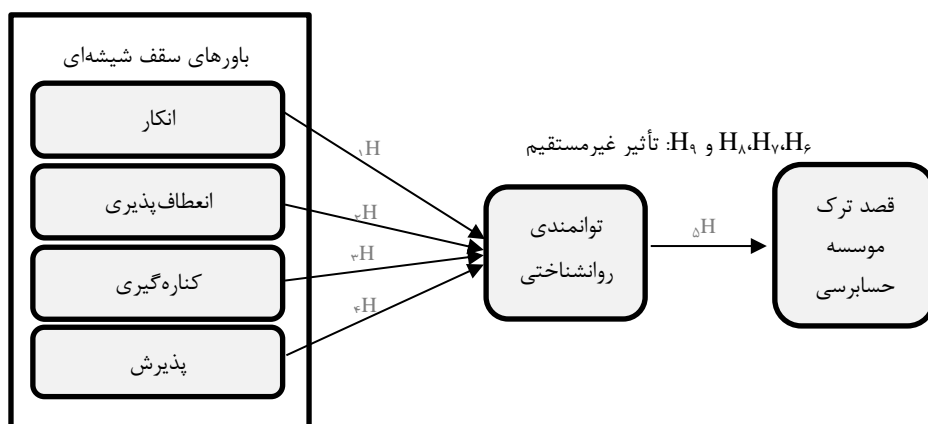 باورهای سقف شیشه‌ای
انکار
انعطاف‌پذیری
کناره‌گیری
پذیرش
H۱
H۲
H۳
H۴
توانمندی
روانشناختی
H۵
H۶،H۷،H۸ و H۹: تأثیر غیرمستقیم
قصد ترک
موسسه
حسابرسی